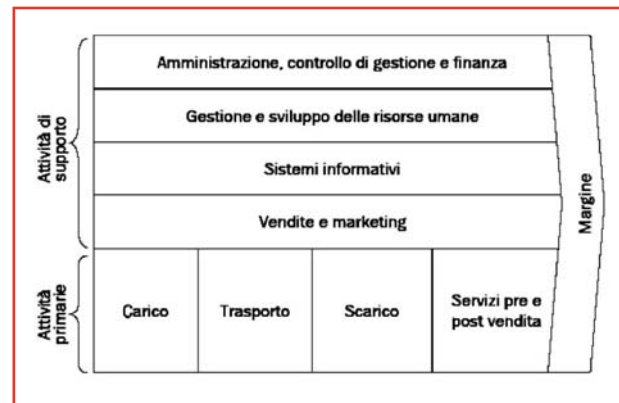 Attività di
supporto
Amministrazione, controllo di gestione e finanza
Gestione e sviluppo delle risorse umane
Sistemi informativi
Vendite e marketing
Attività
primarie
Carico
Trasporto
Scarico
Servizi pre e
post vendita
Margine